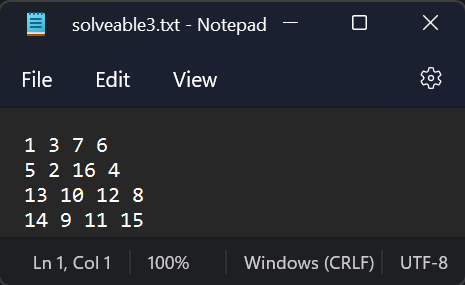 solveable3.txt - Notepad
File Edit View
1 3 7 6
5 2 16 4
13 10 12 8
14 9 11 15
Ln 1, Col 1 100% Windows (CRLF) UTF-8